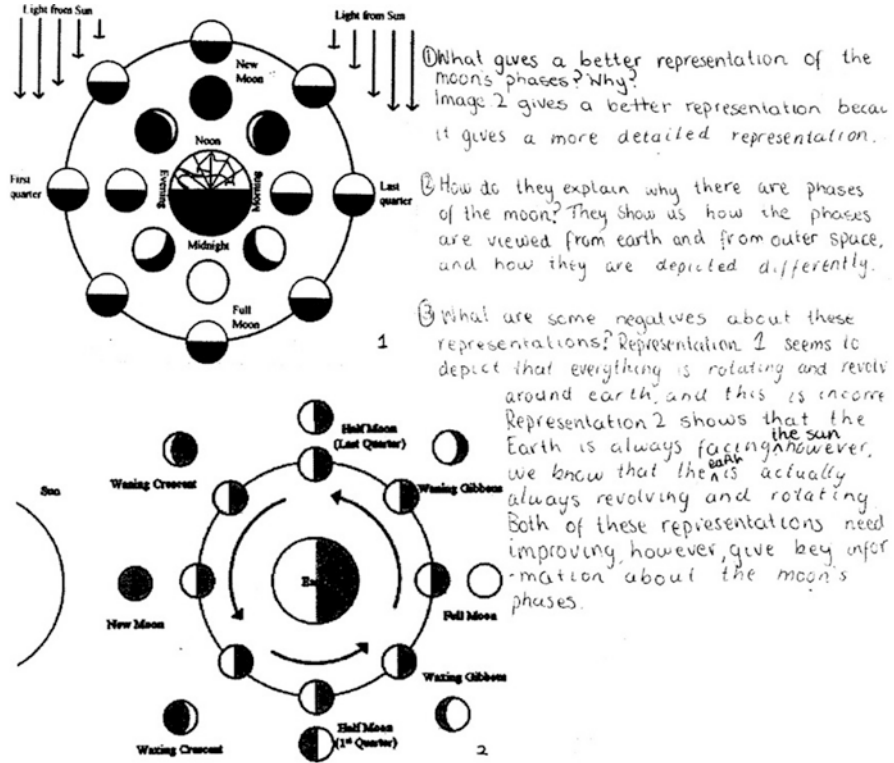 Light from Sun
Light from Sun
New
Moon
Noon
First
quarter
Evening
Morning
Last
quarter
Midnight
Full
Moon
1
① What gives a better representation of the
moon's phases? Why?
Image 2 gives a better representation becau
it gives a more detailed representation.
② How do they explain why there are phases
of the moon? They show us how the phases
are viewed from earth and from outer space,
and how they are depicted differently.
③ What are some negatives about these
representations? Representation 1 seems to
depict that everything is rotating and revolv
around earth, and this is incorre
Representation 2 shows that the
Earth is always facing ^the sun however,
we know that the ^earth is actually
always revolving and rotating
Both of these representations need
improving, however, give key infor
-mation about the moon's
phases.
Half Moon
(Last Quarter)
Waning Crescent
Waning Gibbons
Sun
Ea
New Moon
Full Moon
Waxing Gibbons
Waxing Crescent
Half Moon
(1st Quarter)
2